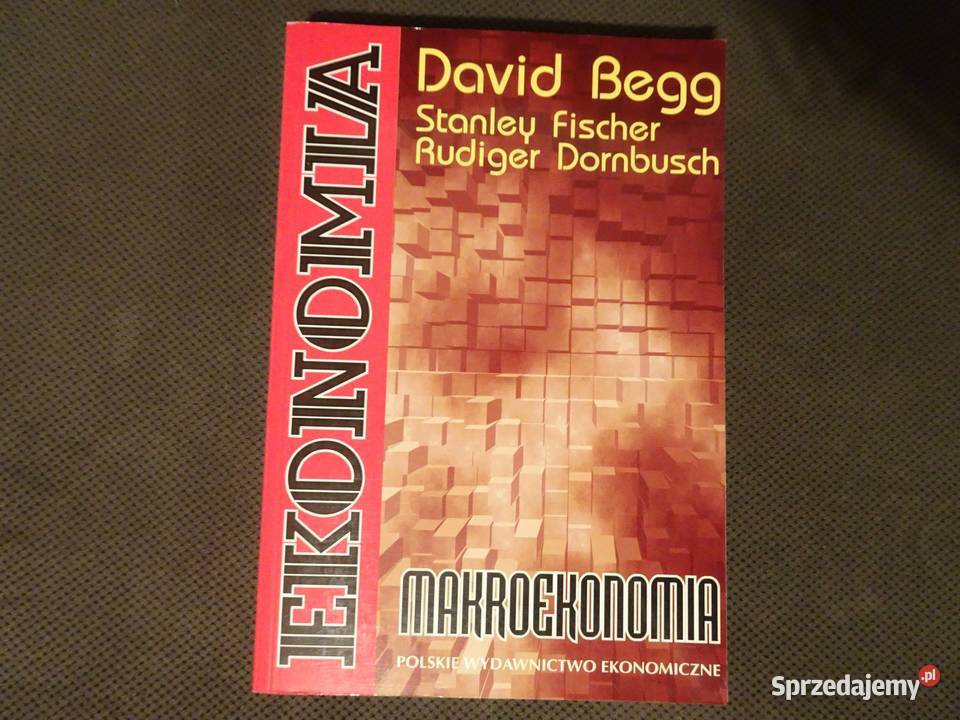 EKONOMIA
David Begg
Stanley Fischer
Rudiger Dornbusch
MAKROEKONOMIA
POLSKIE WYDAWNICTWO EKONOMICZNE
Sprzedajemy.pl